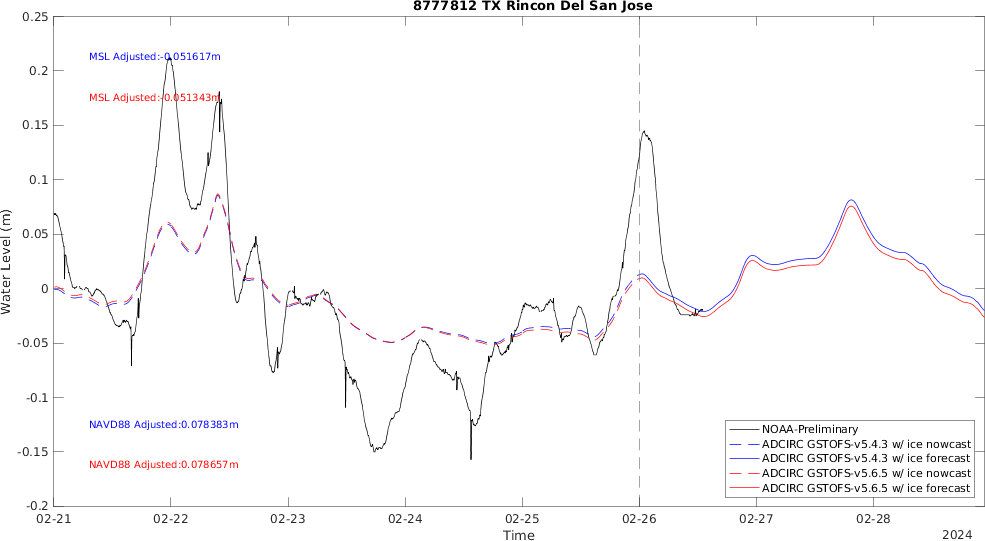 8777812 TX Rincon Del San Jose
0.25
0.2
0.15
0.1
0.05
0
-0.05
-0.1
-0.15
-0.2
Water Level (m)
MSL Adjusted:-0.051617m
MSL Adjusted:-0.051343m
NAVD88 Adjusted:0.078383m
NAVD88 Adjusted:0.078657m
NOAA-Preliminary
ADCIRC GSTOFS-v5.4.3 w/ ice nowcast
ADCIRC GSTOFS-v5.4.3 w/ ice forecast
ADCIRC GSTOFS-v5.6.5 w/ ice nowcast
ADCIRC GSTOFS-v5.6.5 w/ ice forecast
02-21 02-22 02-23 02-24 02-25 02-26 02-27 02-28
Time
2024